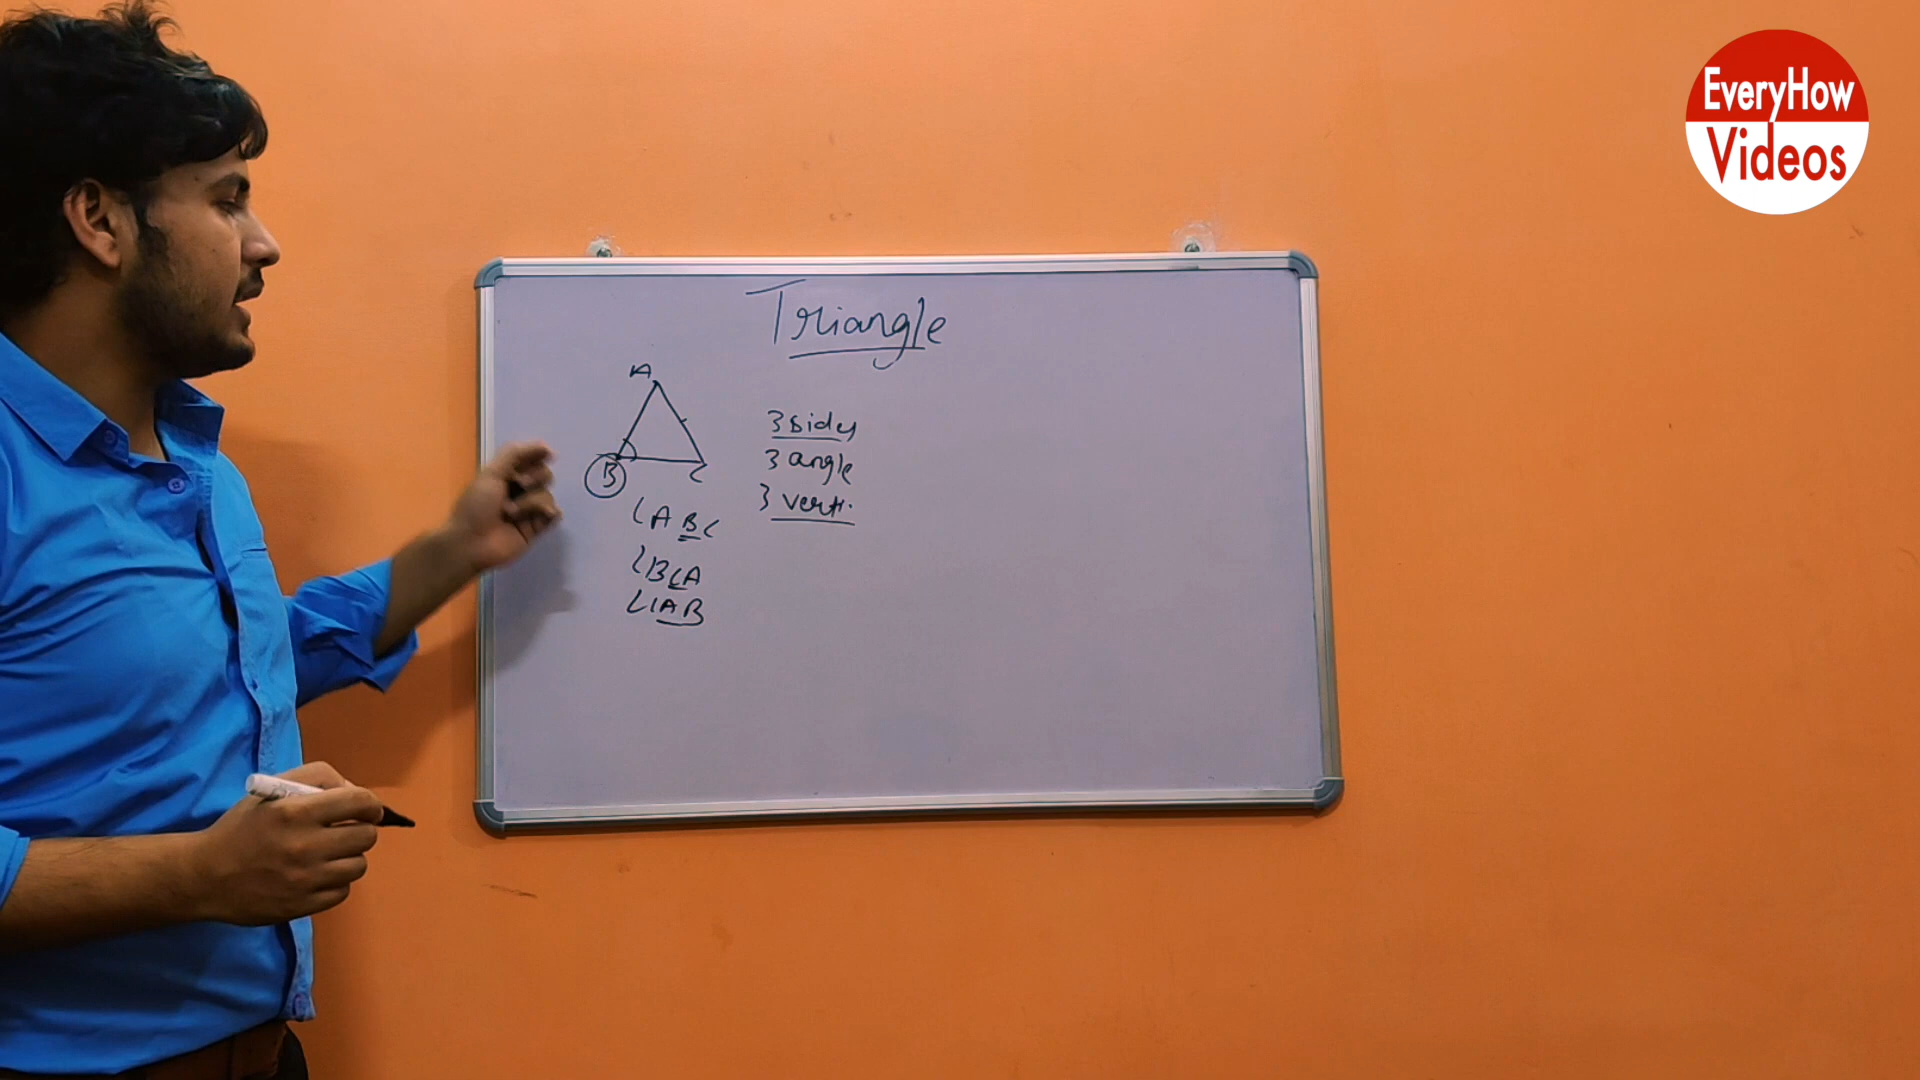 EveryHow
Videos
Triangle
A
B
C
3 sides
3 angle
3 verti.
∠ABC
∠BCA
∠CAB